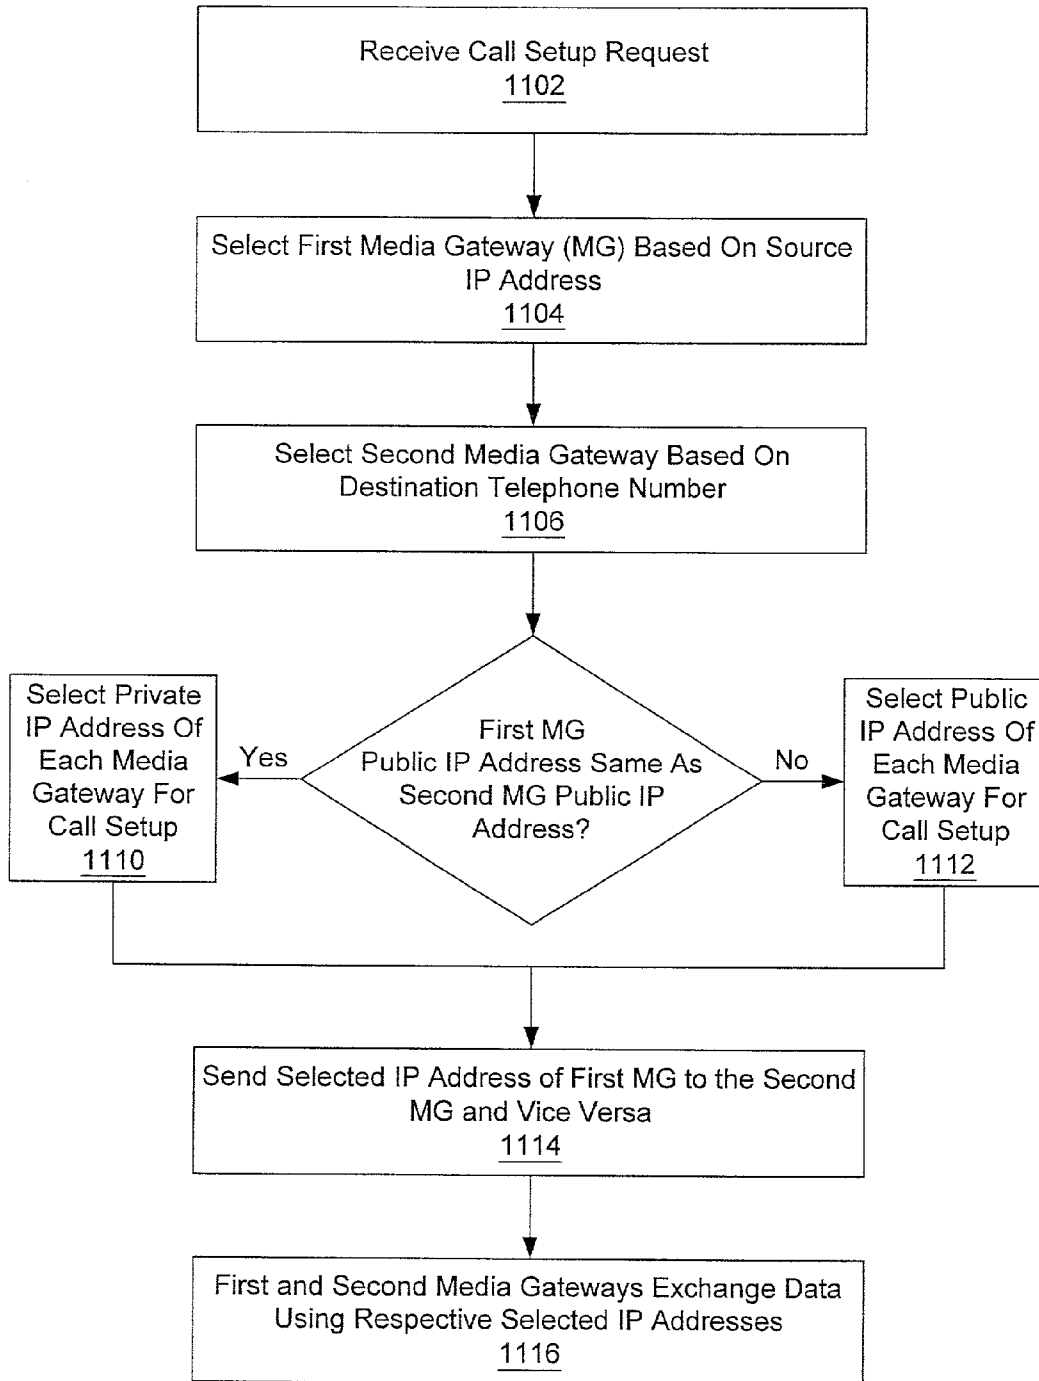 Receive Call Setup Request
1102
Select First Media Gateway (MG) Based On Source
IP Address
1104
Select Second Media Gateway Based On
Destination Telephone Number
1106
Select Private
IP Address Of
Each Media
Gateway For
Call Setup
1110
Yes
First MG
Public IP Address Same As
Second MG Public IP
Address?
No
Select Public
IP Address Of
Each Media
Gateway For
Call Setup
1112
Send Selected IP Address of First MG to the Second
MG and Vice Versa
1114
First and Second Media Gateways Exchange Data
Using Respective Selected IP Addresses
1116